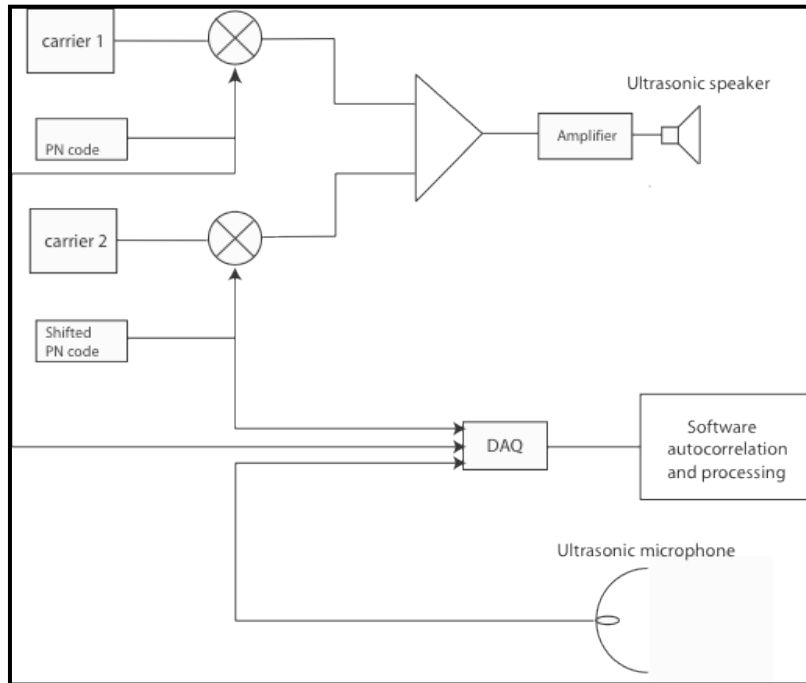 carrier 1
PN code
Ultrasonic speaker
Amplifier
carrier 2
Shifted
PN code
DAQ
Software
autocorrelation
and processing
Ultrasonic microphone